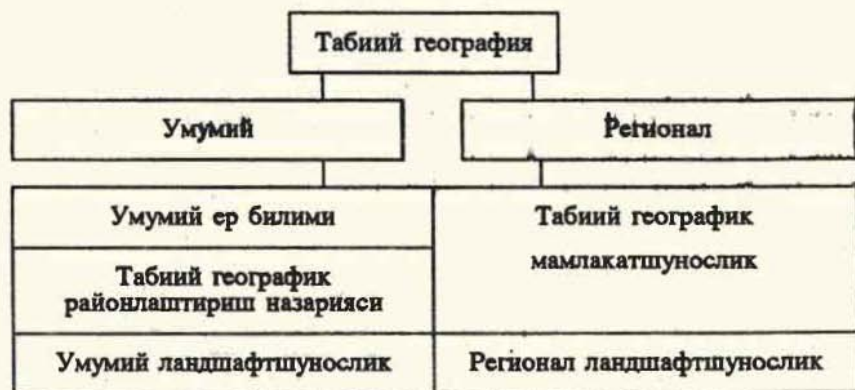 Табиий география
Умумий
Регионал
Умумий ер билими
Табиий географик
районлаштириш назарияси
Умумий ландшафтшунослик
Табиий географик
мамлакатшунослик
Регионал ландшафтшунослик